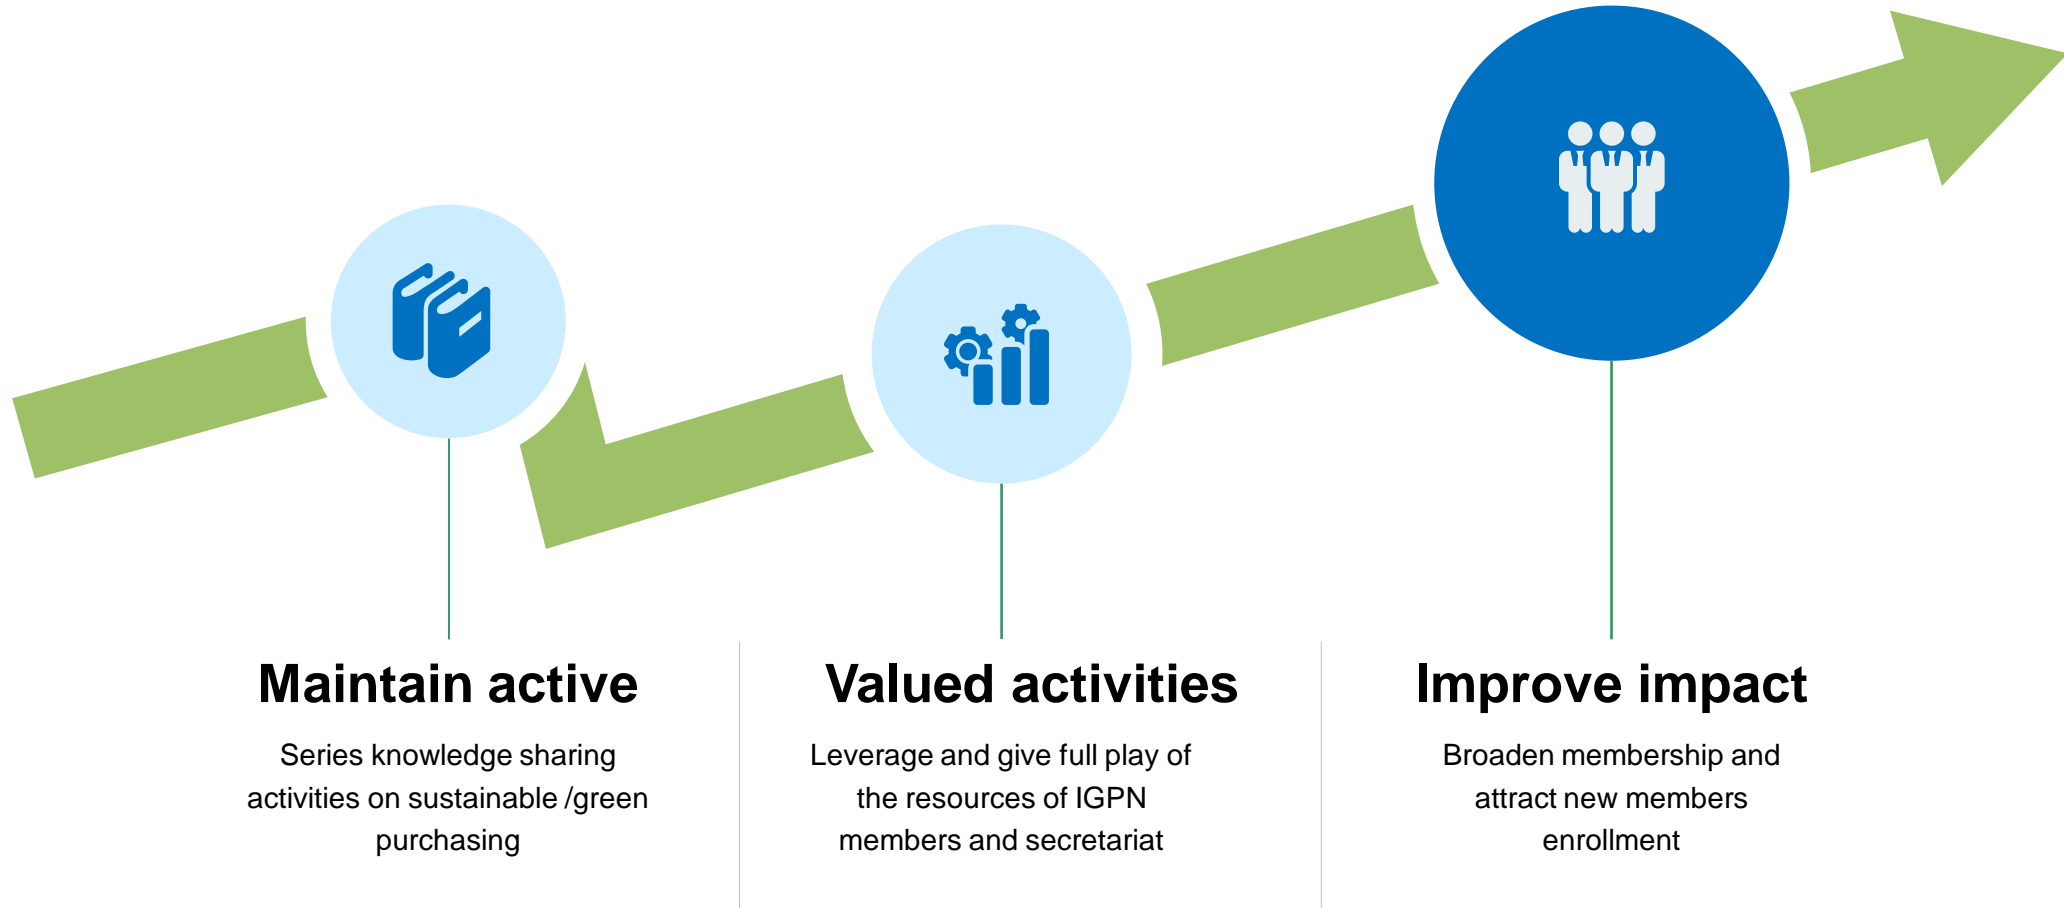 Maintain active
Series knowledge sharing
activities on sustainable /green
purchasing
Valued activities
Leverage and give full play of
the resources of IGPN
members and secretariat
Improve impact
Broaden membership and
attract new members
enrollment